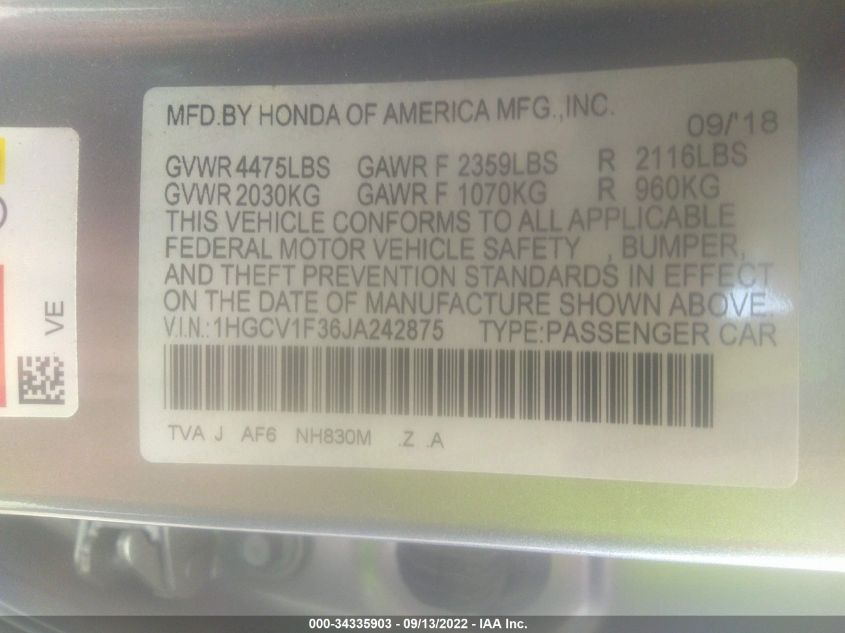 MFD.BY HONDA OF AMERICA MFG.,INC.
09/'18
GVWR 4475LBS GAWR F 2359LBS R 2116LBS
GVWR 2030KG GAWR F 1070KG R 960KG
THIS VEHICLE CONFORMS TO ALL APPLICABLE
FEDERAL MOTOR VEHICLE SAFETY , BUMPER,
AND THEFT PREVENTION STANDARDS IN EFFECT
ON THE DATE OF MANUFACTURE SHOWN ABOVE.
V.I.N.:1HGCV1F36JA242875 TYPE:PASSENGER CAR
TVA J AF6 NH830M .Z .A
VE
000-34335903 - 09/13/2022 - IAA Inc.